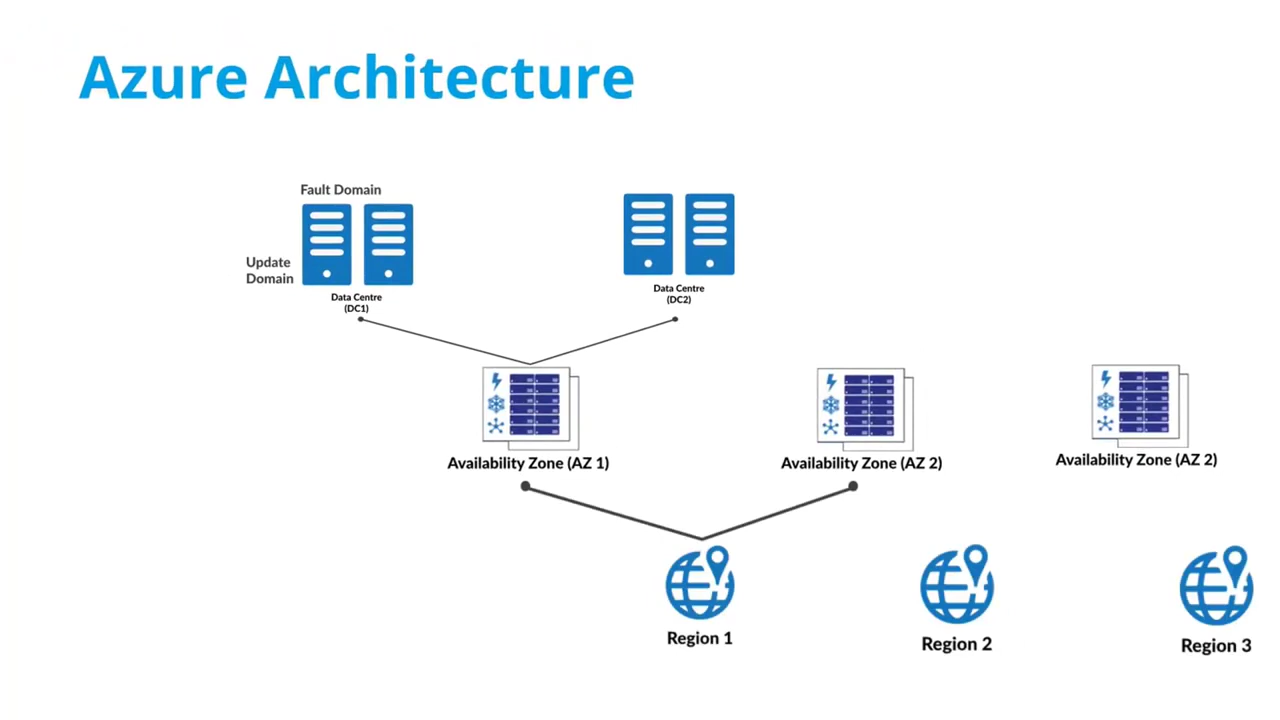 Azure Architecture
Fault Domain
Update
Domain
Data Centre
(DC1)
Data Centre
(DC2)
Availability Zone (AZ 1)
Availability Zone (AZ 2)
Availability Zone (AZ 2)
Region 1
Region 2
Region 3